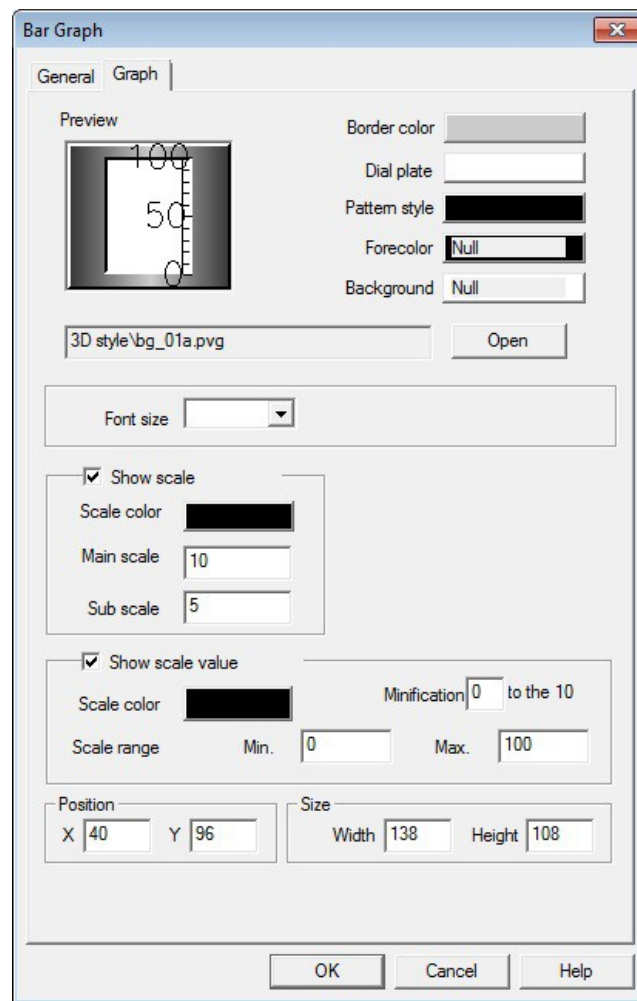 Bar Graph
General Graph
Preview
100
50
0
Border color
Dial plate
Pattern style
Forecolor Null
Background Null
3D style\bg_01a.pvg Open
Font size
Show scale
Scale color
Main scale 10
Sub scale 5
Show scale value
Scale color
Minification 0 to the 10
Scale range Min. 0 Max. 100
Position
X 40 Y 96
Size
Width 138 Height 108
OK Cancel Help